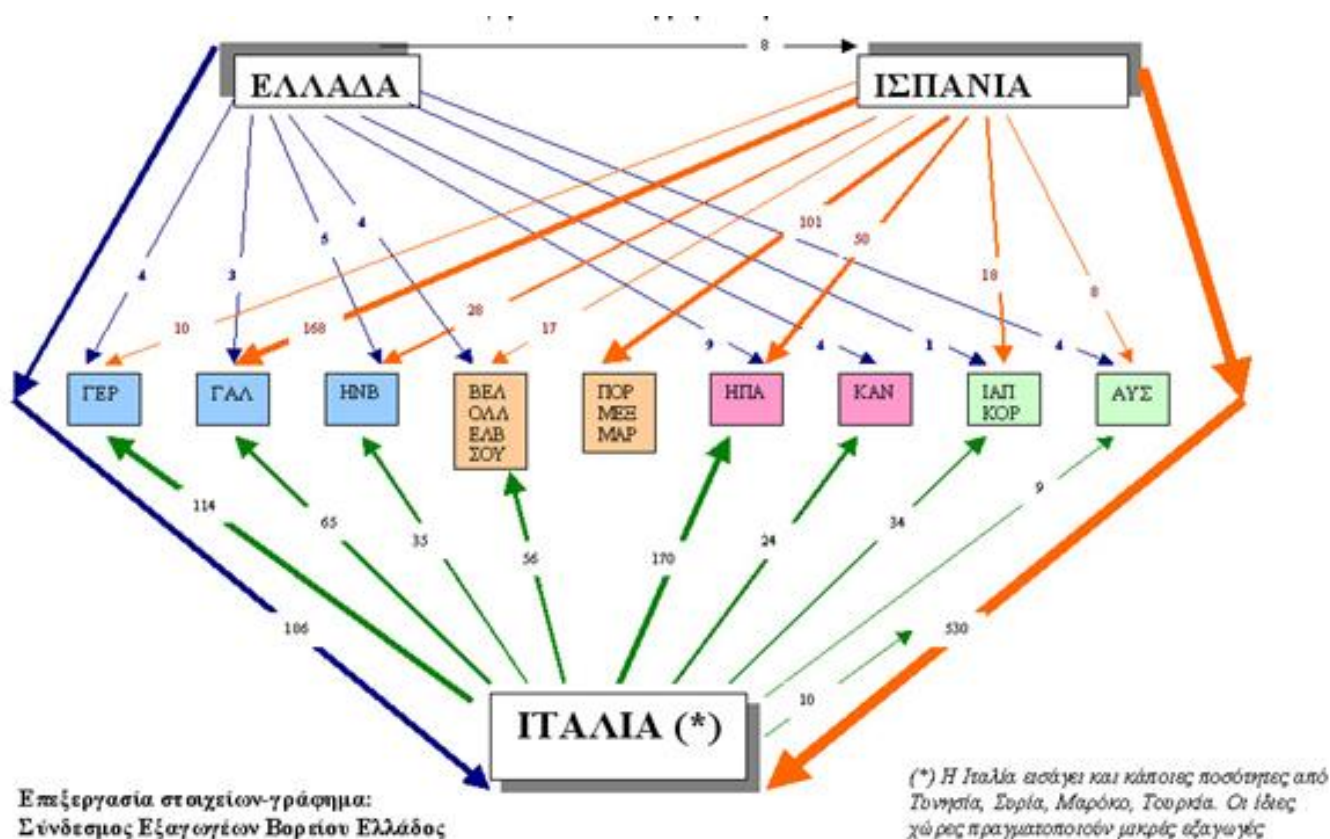 8
ΕΛΛΑΔΑ
ΙΣΠΑΝΙΑ
4
3
5
4
101
50
18
8
10
168
28
17
9
4
1
4
ΓΕΡ
ΓΑΛ
ΗΝΒ
ΒΕΛ
ΟΛΛ
ΕΛΒ
ΣΟΥ
ΠΟΡ
ΜΕΞ
ΜΑΡ
ΗΠΑ
ΚΑΝ
ΙΑΠ
ΚΟΡ
ΑΥΣ
114
65
35
56
170
24
34
9
186
530
10
ΙΤΑΛΙΑ (*)
Επεξεργασία στοιχείων-γράφημα:
Σύνδεσμος Εξαγωγέων Βορείου Ελλάδος
(*) Η Ιταλία εισάγει και κάποιες ποσότητες από
Τυνησία, Συρία, Μαρόκο, Τουρκία. Οι ίδιες
χώρες πραγματοποιούν μικρές εξαγωγές